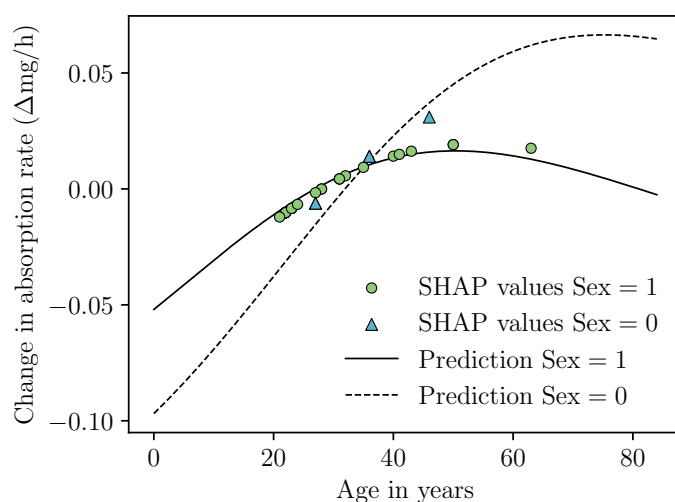 Change in absorption rate (Δmg/h)
0.05
0.00
−0.05
−0.10
SHAP values Sex = 1
SHAP values Sex = 0
Prediction Sex = 1
Prediction Sex = 0
0 20 40 60 80
Age in years